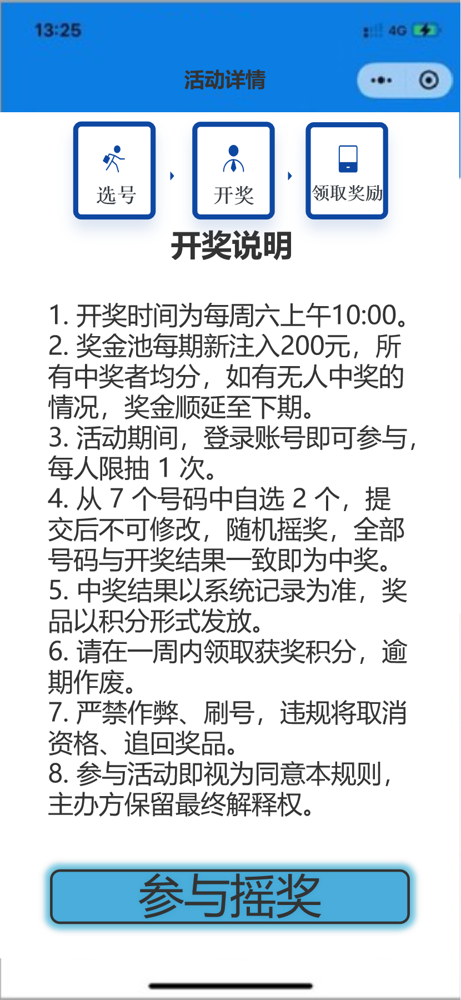 13:25
4G
活动详情
选号
开奖
领取奖励
开奖说明
1. 开奖时间为每周六上午10:00。
2. 奖金池每期新注入200元，所
有中奖者均分，如有无人中奖的
情况，奖金顺延至下期。
3. 活动期间，登录账号即可参与，
每人限抽 1 次。
4. 从 7 个号码中自选 2 个，提
交后不可修改，随机摇奖，全部
号码与开奖结果一致即为中奖。
5. 中奖结果以系统记录为准，奖
品以积分形式发放。
6. 请在一周内领取获奖积分，逾
期作废。
7. 严禁作弊、刷号，违规将取消
资格、追回奖品。
8. 参与活动即视为同意本规则，
主办方保留最终解释权。
参与摇奖